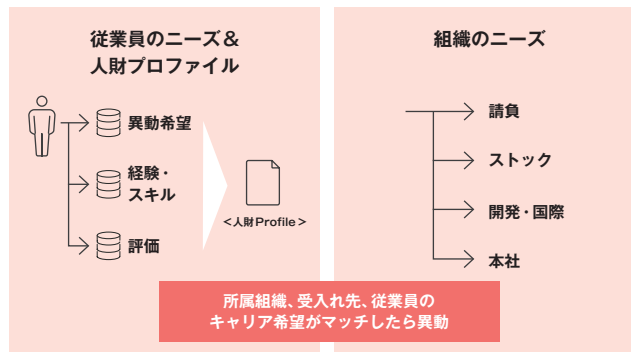 従業員のニーズ＆
人財プロファイル
異動希望
経験・
スキル
評価
＜人財Profile＞
組織のニーズ
請負
ストック
開発・国際
本社
所属組織、受入れ先、従業員の
キャリア希望がマッチしたら異動